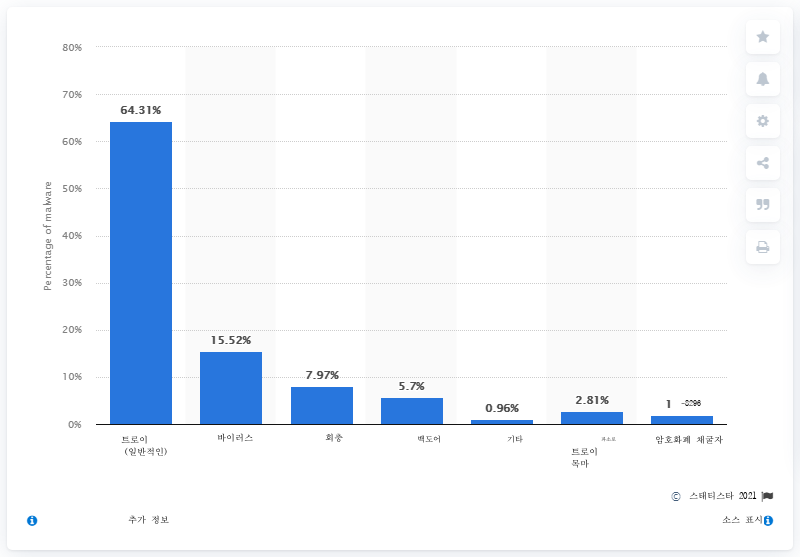 80%
70%
60%
50%
40%
30%
20%
10%
0%
Percentage of malware
64.31%
15.52%
7.97%
5.7%
0.96%
2.81%
1
트로이
(일반적인)
바이러스
회충
백도어
기타
트로이
목마
암호화폐 채굴자
© 스태티스타 2021
추가 정보
소스 표시